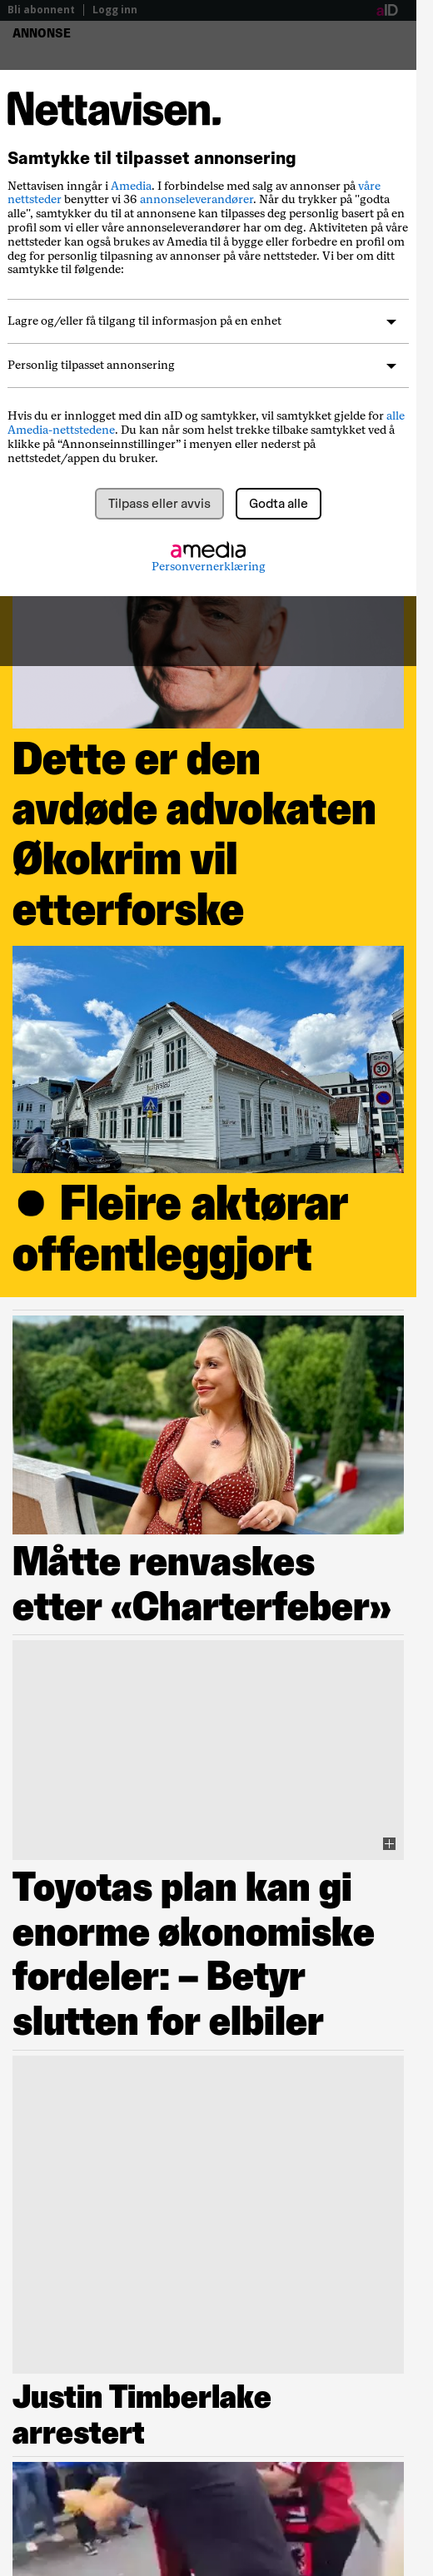 Bli abonnent | Logg inn
aID
ANNONSE
Nettavisen.
Samtykke til tilpasset annonsering
Nettavisen inngår i Amedia. I forbindelse med salg av annonser på våre
nettsteder benytter vi 36 annonseleverandører. Når du trykker på "godta
alle", samtykker du til at annonsene kan tilpasses deg personlig basert på en
profil som vi eller våre annonseleverandører har om deg. Aktiviteten på våre
nettsteder kan også brukes av Amedia til å bygge eller forbedre en profil om
deg for personlig tilpasning av annonser på våre nettsteder. Vi ber om ditt
samtykke til følgende:
Lagre og/eller få tilgang til informasjon på en enhet
Personlig tilpasset annonsering
Hvis du er innlogget med din aID og samtykker, vil samtykket gjelde for alle
Amedia-nettstedene. Du kan når som helst trekke tilbake samtykket ved å
klikke på “Annonseinnstillinger” i menyen eller nederst på
nettstedet/appen du bruker.
Tilpass eller avvis
Godta alle
amedia
Personvernerklæring
Dette er den
avdøde advokaten
Økokrim vil
etterforske
30
● Fleire aktørar
offentleggjort
Måtte renvaskes
etter «Charterfeber»
Toyotas plan kan gi
enorme økonomiske
fordeler: – Betyr
slutten for elbiler
Justin Timberlake
arrestert